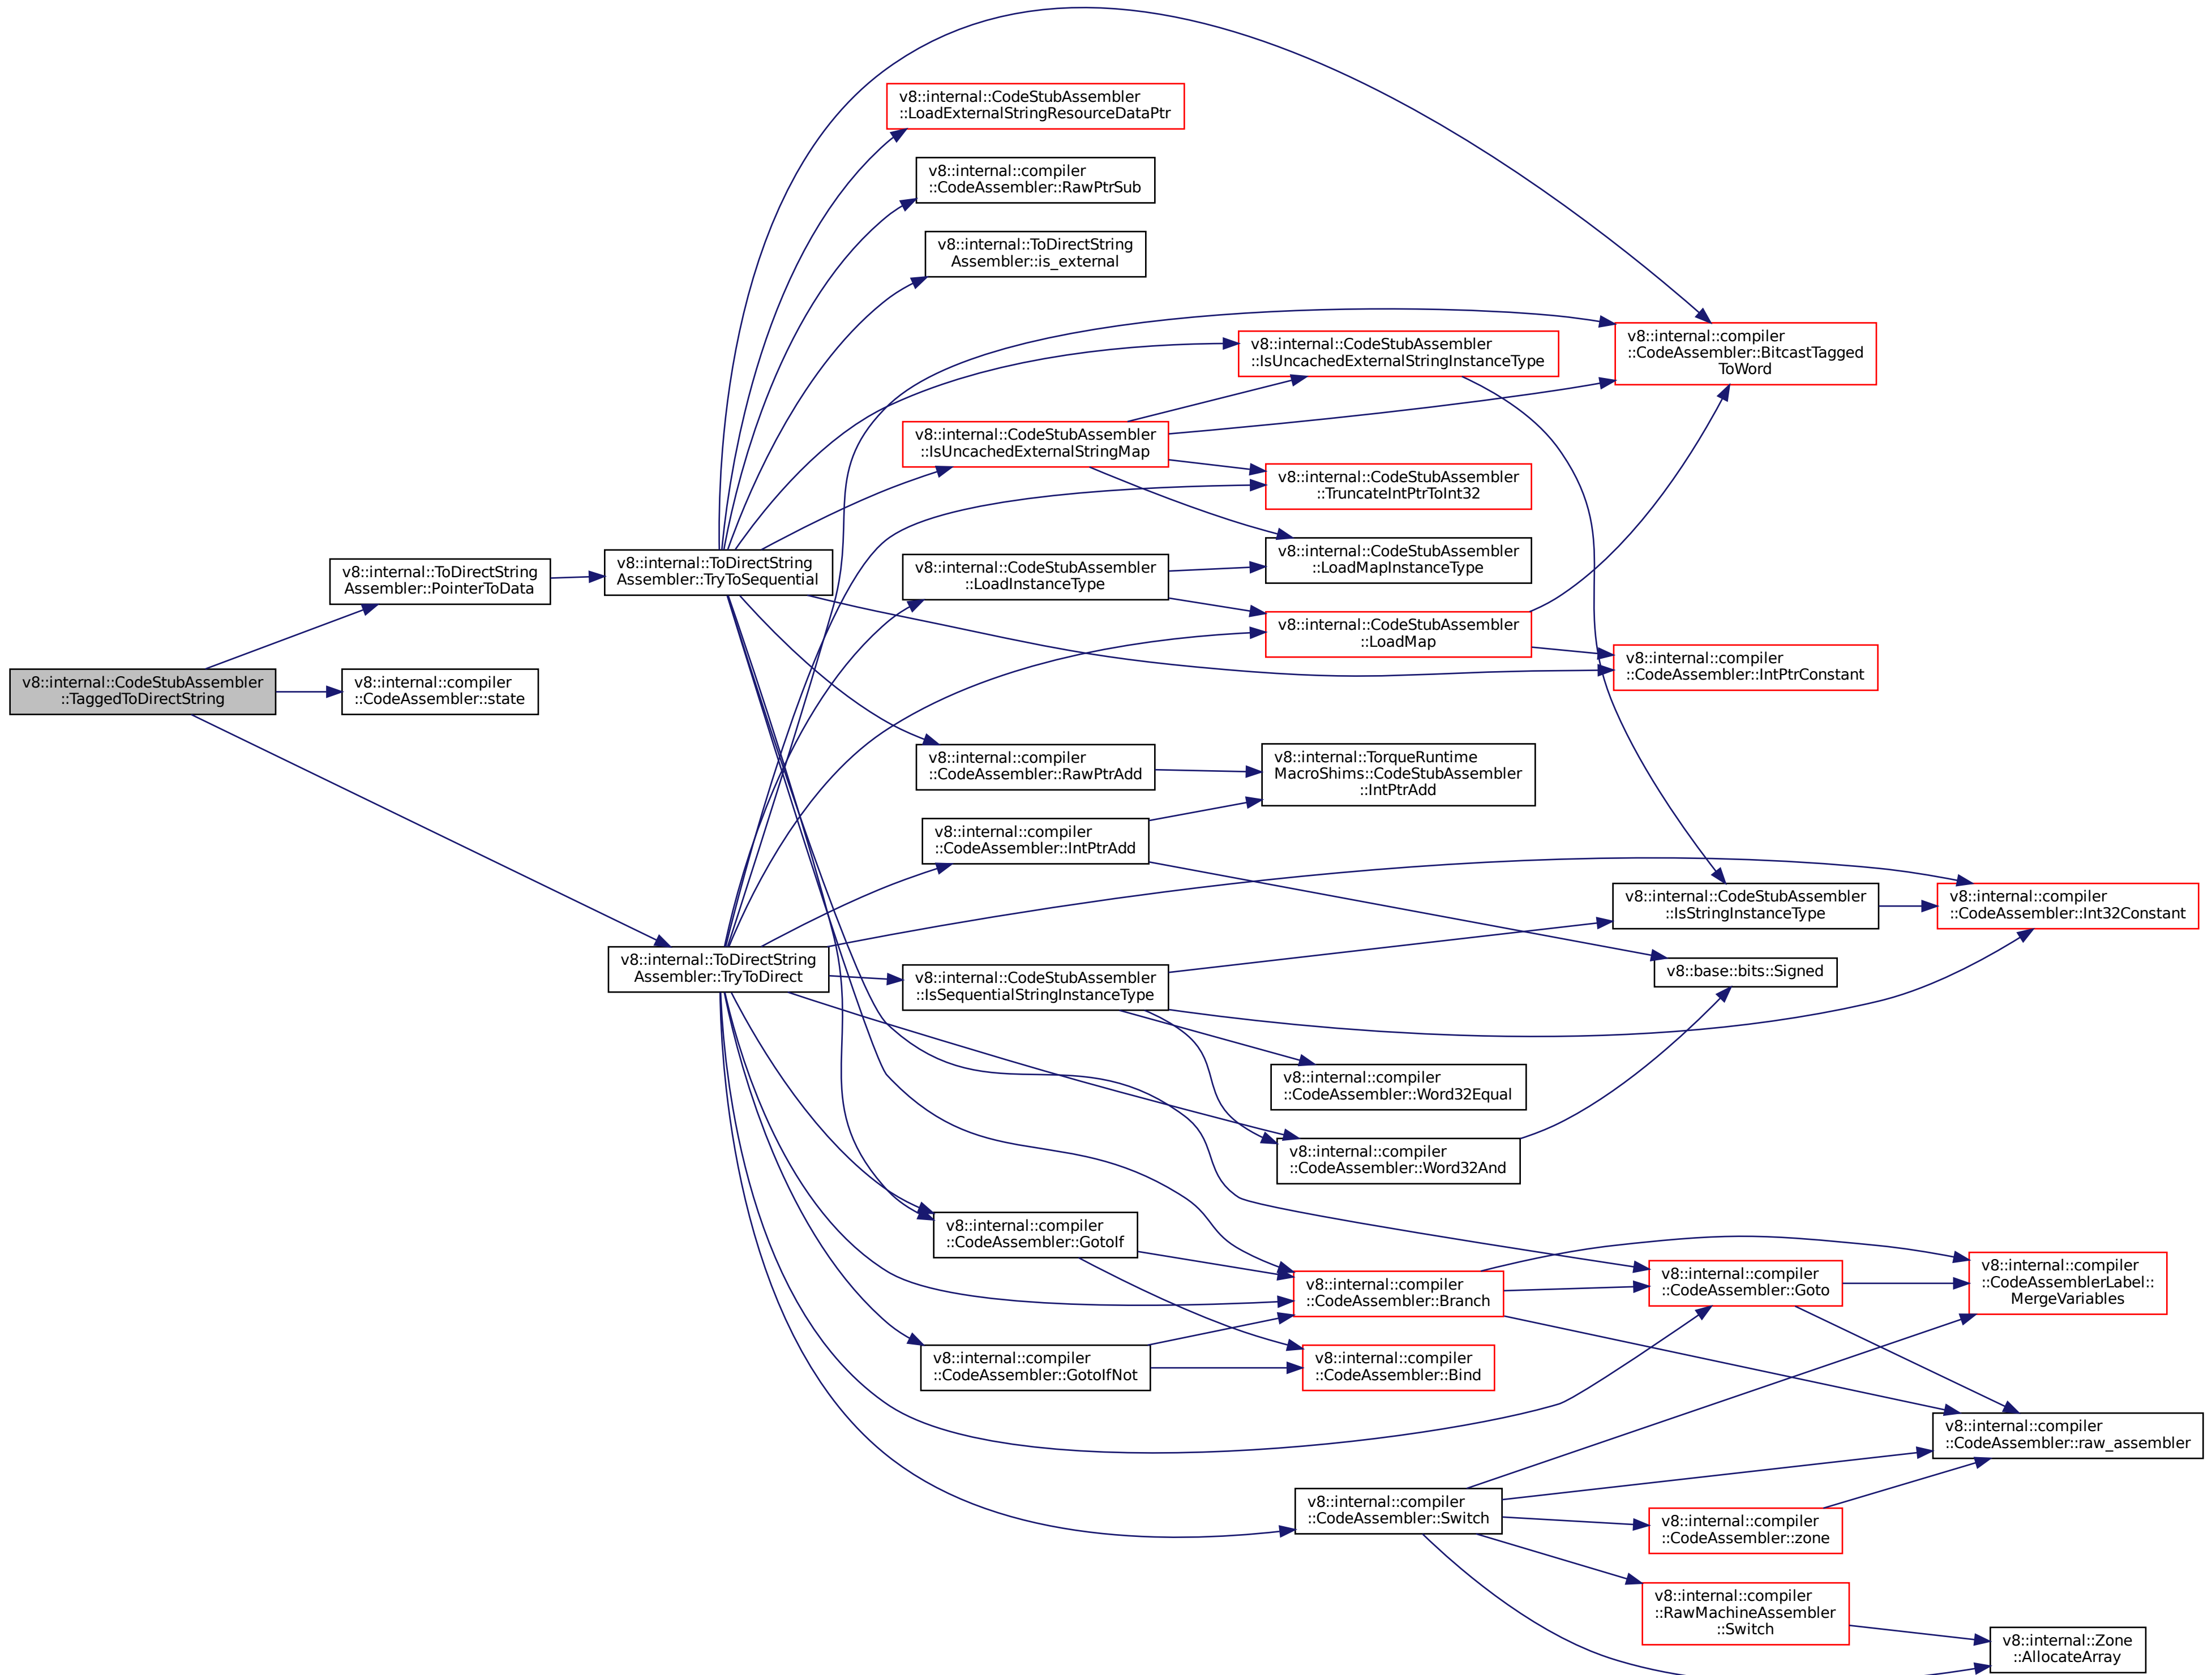 v8::internal::CodeStubAssembler
::TaggedToDirectString
v8::internal::ToDirectString
Assembler::PointerToData
v8::internal::compiler
::CodeAssembler::state
v8::internal::ToDirectString
Assembler::TryToSequential
v8::internal::ToDirectString
Assembler::TryToDirect
v8::internal::CodeStubAssembler
::LoadExternalStringResourceDataPtr
v8::internal::compiler
::CodeAssembler::RawPtrSub
v8::internal::ToDirectString
Assembler::is_external
v8::internal::CodeStubAssembler
::IsUncachedExternalStringMap
v8::internal::CodeStubAssembler
::LoadInstanceType
v8::internal::compiler
::CodeAssembler::RawPtrAdd
v8::internal::compiler
::CodeAssembler::IntPtrAdd
v8::internal::CodeStubAssembler
::IsSequentialStringInstanceType
v8::internal::compiler
::CodeAssembler::GotoIf
v8::internal::compiler
::CodeAssembler::GotoIfNot
v8::internal::CodeStubAssembler
::IsUncachedExternalStringInstanceType
v8::internal::CodeStubAssembler
::TruncateIntPtrToInt32
v8::internal::CodeStubAssembler
::LoadMapInstanceType
v8::internal::CodeStubAssembler
::LoadMap
v8::internal::TorqueRuntime
MacroShims::CodeStubAssembler
::IntPtrAdd
v8::internal::compiler
::CodeAssembler::Word32Equal
v8::internal::compiler
::CodeAssembler::Word32And
v8::internal::compiler
::CodeAssembler::Branch
v8::internal::compiler
::CodeAssembler::Bind
v8::internal::compiler
::CodeAssembler::Switch
v8::internal::compiler
::CodeAssembler::BitcastTagged
ToWord
v8::internal::compiler
::CodeAssembler::IntPtrConstant
v8::internal::CodeStubAssembler
::IsStringInstanceType
v8::base::bits::Signed
v8::internal::compiler
::CodeAssembler::Goto
v8::internal::compiler
::CodeAssembler::zone
v8::internal::compiler
::RawMachineAssembler
::Switch
v8::internal::compiler
::CodeAssembler::Int32Constant
v8::internal::compiler
::CodeAssemblerLabel::
MergeVariables
v8::internal::compiler
::CodeAssembler::raw_assembler
v8::internal::Zone
::AllocateArray